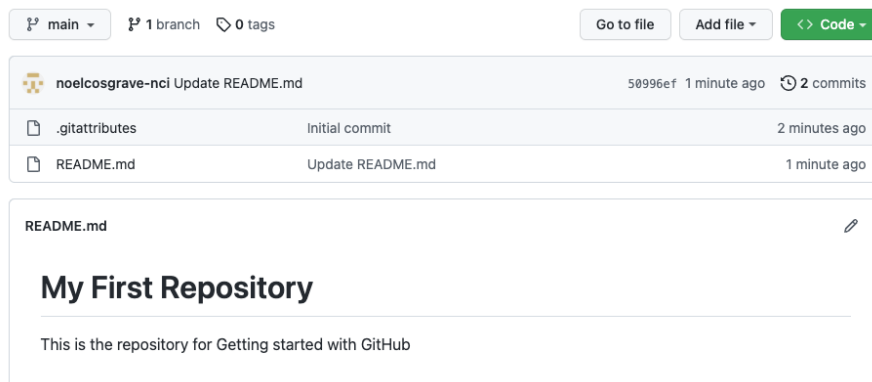 main 1 branch 0 tags Go to file Add file Code
noelcosgrave-nci Update README.md 50996ef 1 minute ago 2 commits
.gitattributes Initial commit 2 minutes ago
README.md Update README.md 1 minute ago
README.md
My First Repository
This is the repository for Getting started with GitHub